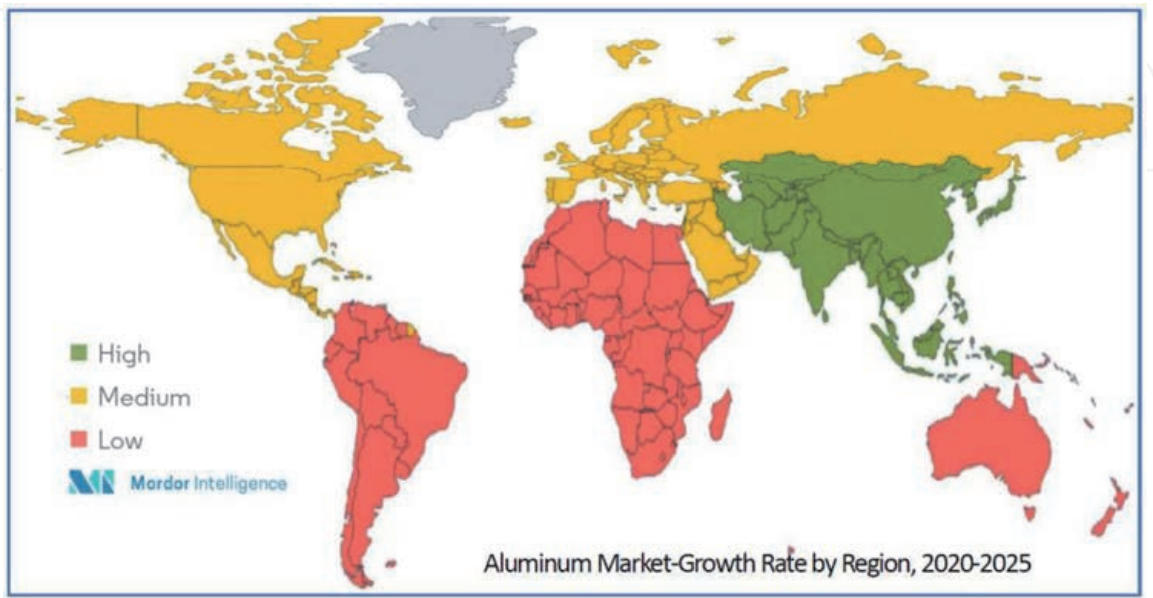 High
Medium
Low
Mordor Intelligence
Aluminum Market-Growth Rate by Region, 2020-2025